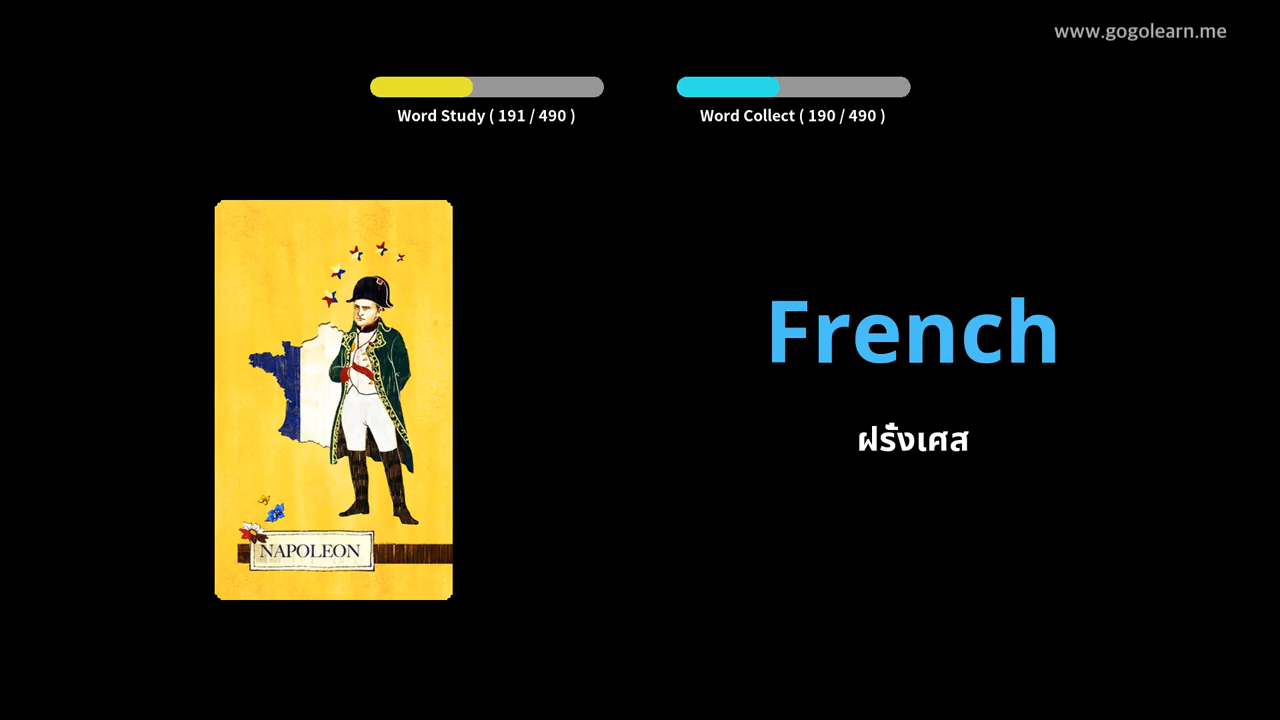 www.gogolearn.me
Word Study ( 191 / 490 )
Word Collect ( 190 / 490 )
French
ฝรั่งเศส
NAPOLEON